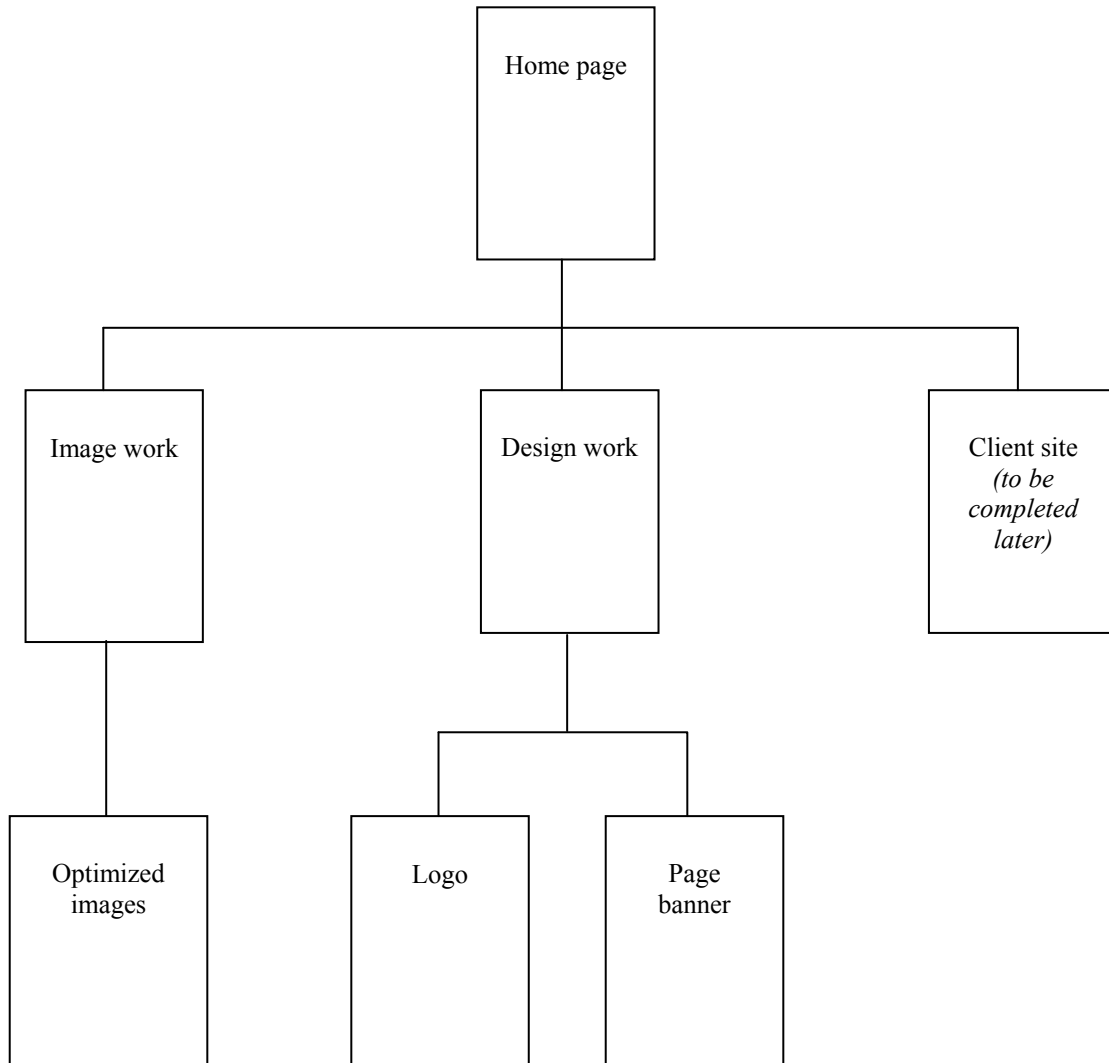 Home page
Image work
Design work
Client site
(to be
completed
later)
Optimized
images
Logo
Page
banner